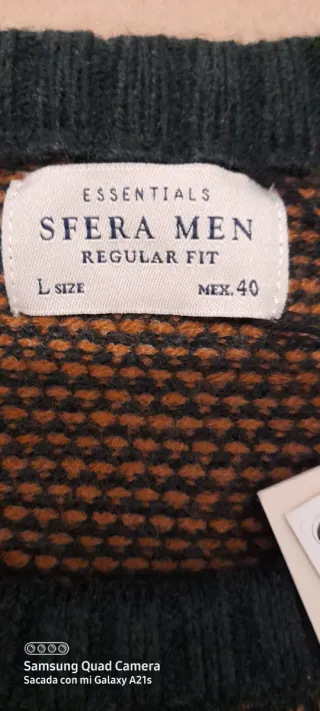 ESSENTIALS
SFERA MEN
REGULAR FIT
L SIZE MEX. 40
Samsung Quad Camera
Sacada con mi Galaxy A21s